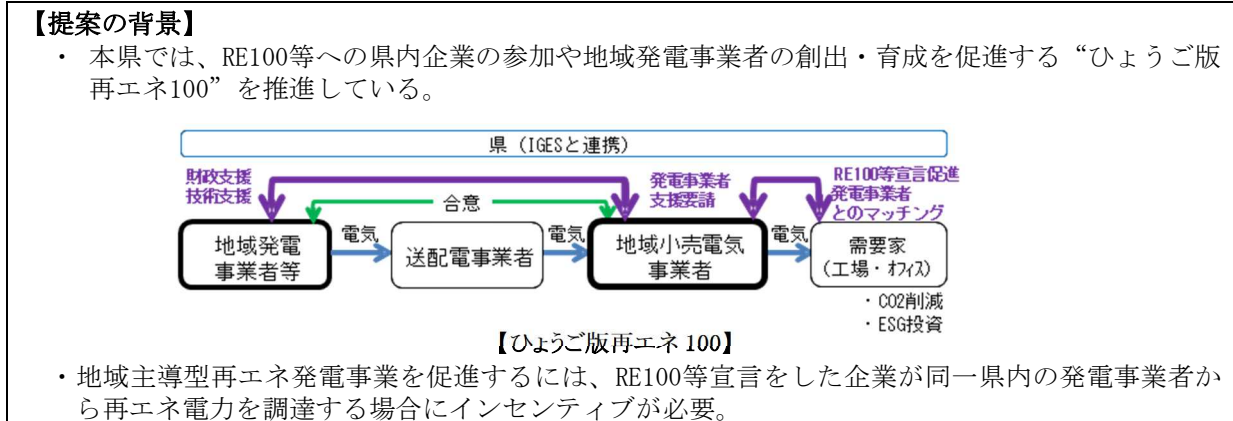 【提案の背景】
・ 本県では、RE100等への県内企業の参加や地域発電事業者の創出・育成を促進する“ひょうご版
再エネ100”を推進している。
県（IGESと連携）
財政支援
技術支援
合意
発電事業者
支援要請
RE100等宣言促進
発電事業者
とのマッチング
地域発電
事業者等
電気
送配電事業者
電気
地域小売電気
事業者
電気
需要家
（工場・オフィス）
・CO2削減
・ESG投資
【ひょうご版再エネ100】
・地域主導型再エネ発電事業を促進するには、RE100等宣言をした企業が同一県内の発電事業者か
ら再エネ電力を調達する場合にインセンティブが必要。